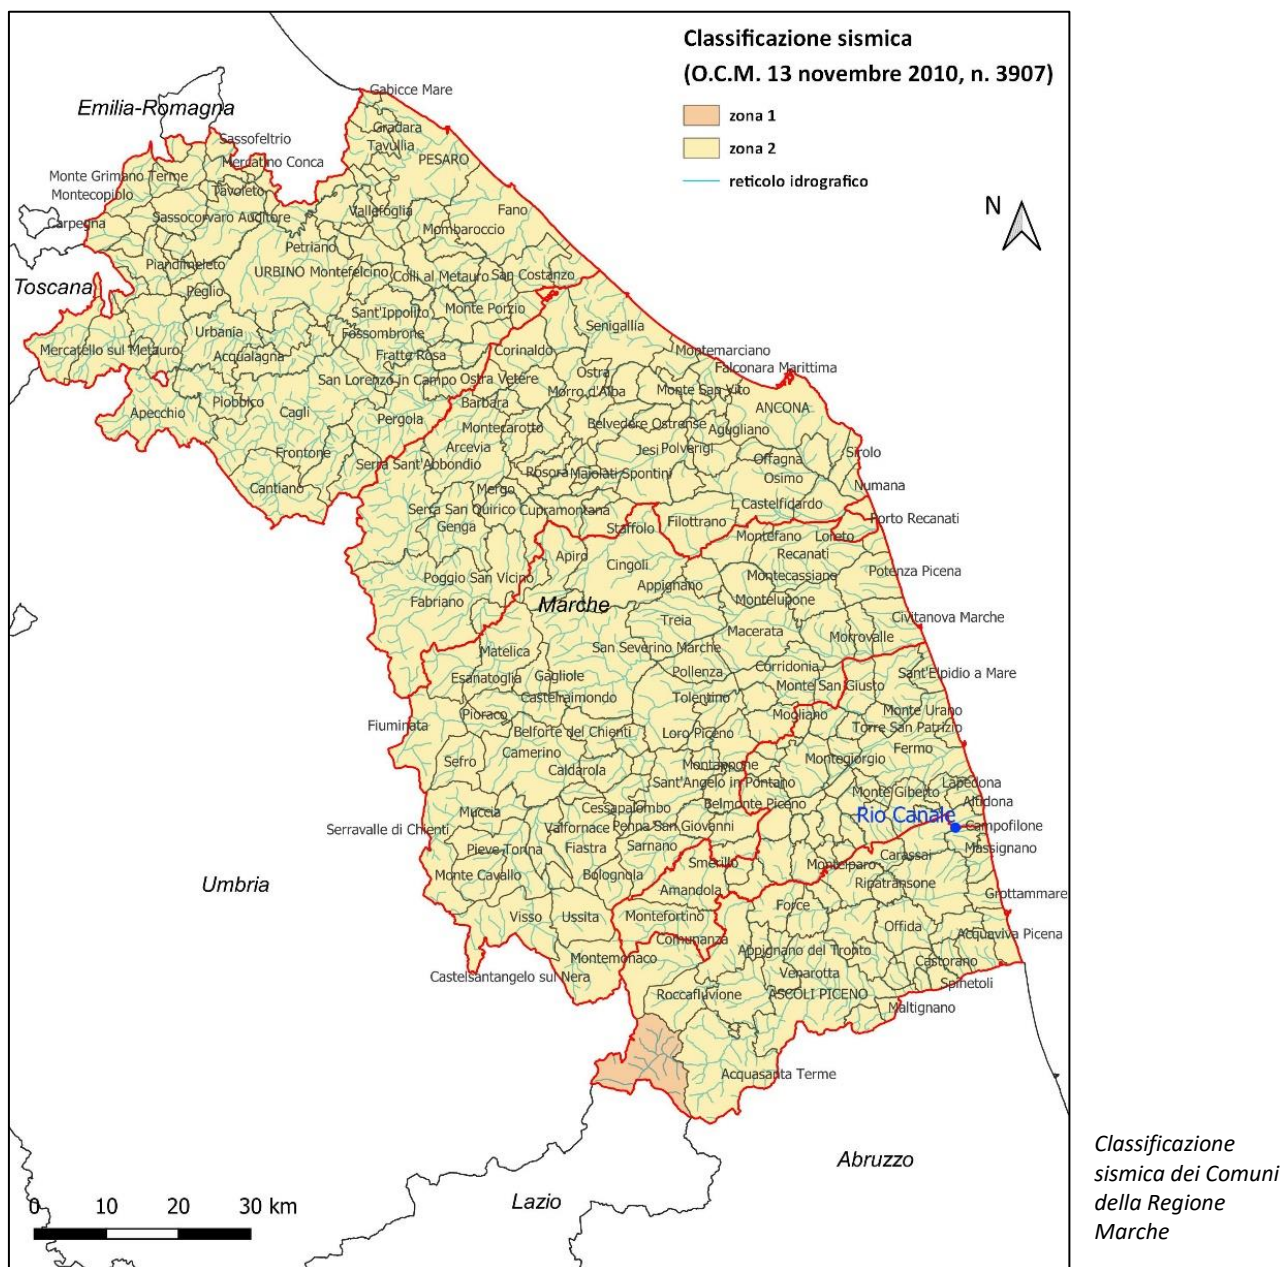 Classificazione sismica
(O.C.M. 13 novembre 2010, n. 3907)
zona 1
zona 2
reticolo idrografico
N
Gabicce Mare
Emilia-Romagna
Gradara
Sassofeltrio
Tavullia
PESARO
Mercatino Conca
Monte Grimano Terme
Montecopiolo
Tavoleto
Vallefoglia
Fano
Sassocorvaro Auditore
Carpegna
Mombaroccio
Petriano
Piandimeleto
URBINO
Montefelcino
Colli al Metauro
San Costanzo
Toscana
Peglio
Sant'Ippolito
Monte Porzio
Urbania
Fossombrone
Senigallia
Mercatello sul Metauro
Acqualagna
Fratte Rosa
Corinaldo
Montemarciano
Falconara Marittima
San Lorenzo in Campo
Ostra Vetere
Ostra
Morro d'Alba
Monte San Vito
Piobbico
Barbara
Apecchio
Cagli
Pergola
ANCONA
Montecarotto
Belvedere Ostrense
Agugliano
Frontone
Arcevia
Jesi
Polverigi
Sirolo
Serra Sant'Abbondio
Rosora
Maiolati Spontini
Offagna
Cantiano
Mergo
Osimo
Numana
Serra San Quirico
Cupramontana
Castelfidardo
Genga
Staffolo
Filottrano
Porto Recanati
Montefano
Loreto
Apiro
Cingoli
Recanati
Poggio San Vicino
Appignano
Montecassiano
Potenza Picena
Fabriano
Marche
Montelupone
Treia
Civitanova Marche
Macerata
Morrovalle
Matelica
San Severino Marche
Esanatoglia
Gagliole
Pollenza
Corridonia
Sant'Elpidio a Mare
Castelraimondo
Tolentino
Monte San Giusto
Pioraco
Mogliano
Monte Urano
Fiuminata
Belforte del Chienti
Loro Piceno
Torre San Patrizio
Camerino
Fermo
Sefro
Caldarola
Montappone
Montegiorgio
Sant'Angelo in Pontano
Lapedona
Monte Giberto
Muccia
Cessapalombo
Belmonte Piceno
Altidona
Rio Canale
Serravalle di Chienti
Valfornace
Penna San Giovanni
Campofilone
Pieve Torina
Fiastra
Sarnano
Massignano
Carassai
Monte Cavallo
Bolognola
Smerillo
Monteleparo
Umbria
Amandola
Ripatransone
Grottammare
Force
Visso
Ussita
Montefortino
Offida
Acquaviva Picena
Comunanza
Appignano del Tronto
Montemonaco
Castorano
Castelsantangelo sul Nera
Venarotta
Spinetoli
Roccafluvione
ASCOLI PICENO
Maltignano
Acquasanta Terme
Abruzzo
Lazio
0 10 20 30 km
Classificazione
sismica dei Comuni
della Regione
Marche